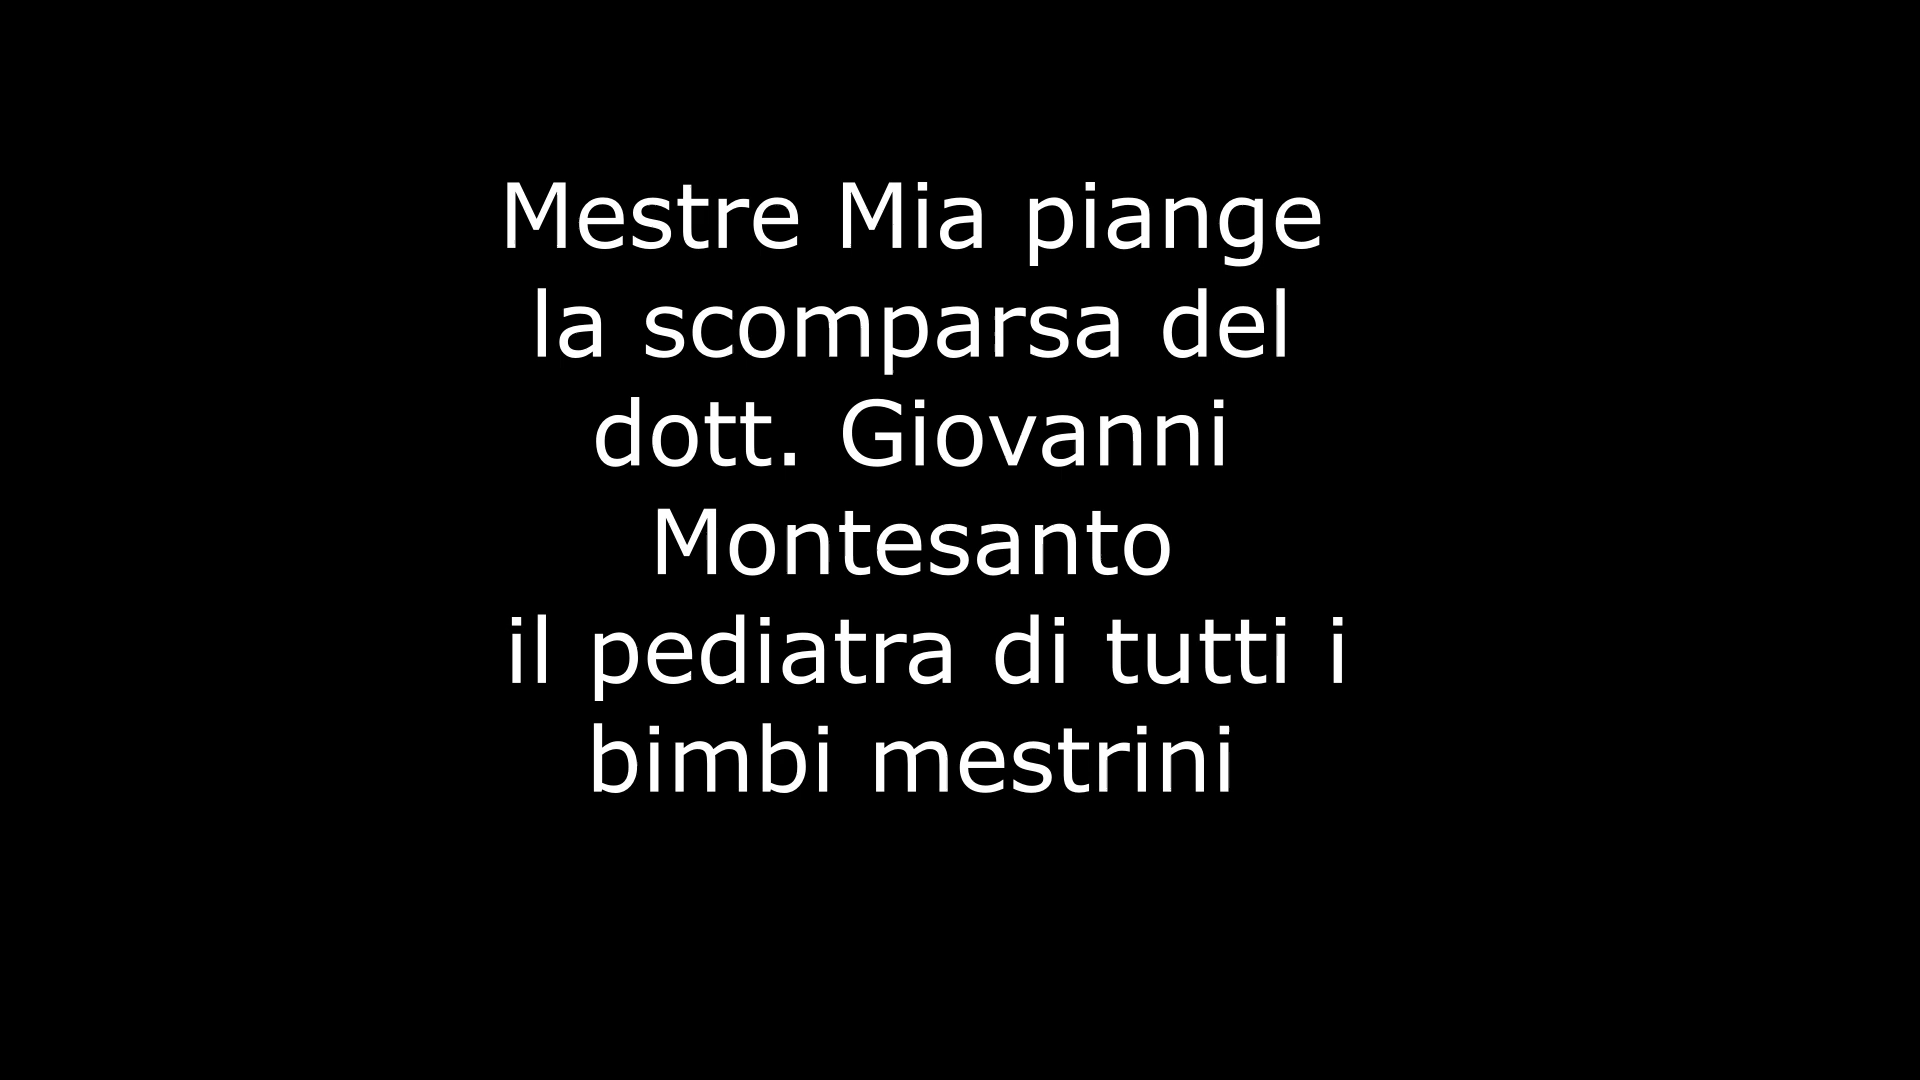 Mestre Mia piange
la scomparsa del
dott. Giovanni
Montesanto
il pediatra di tutti i
bimbi mestrini